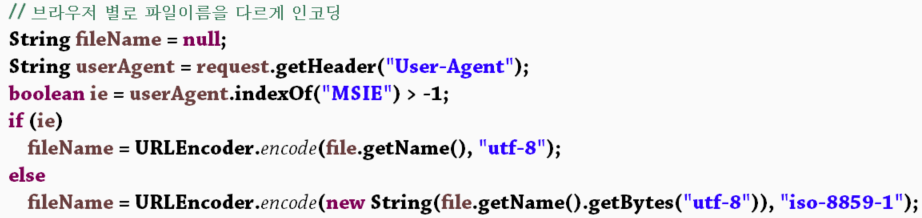 // 브라우저 별로 파일이름을 다르게 인코딩
String fileName = null;
String userAgent = request.getHeader("User-Agent");
boolean ie = userAgent.indexOf("MSIE") > -1;
if (ie)
fileName = URLEncoder.encode(file.getName(), "utf-8");
else
fileName = URLEncoder.encode(new String(file.getName().getBytes("utf-8")), "iso-8859-1");